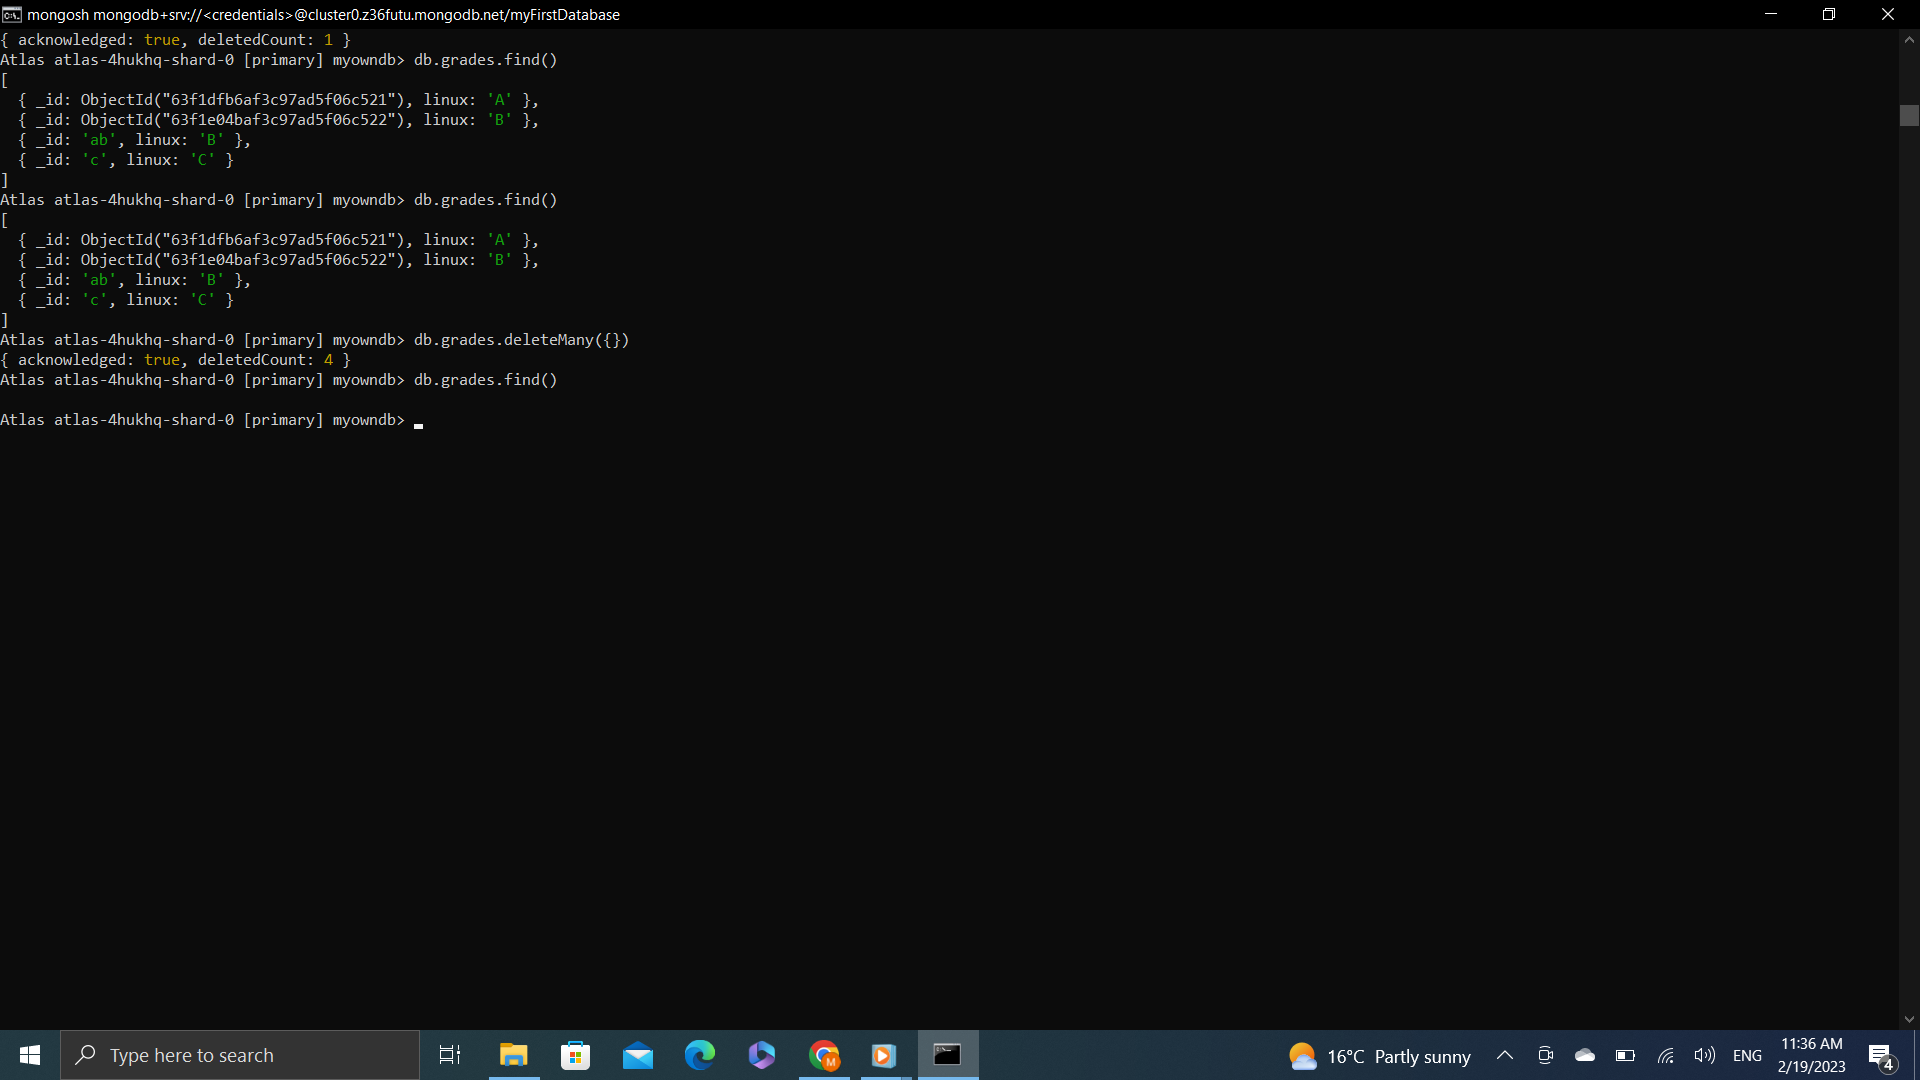 mongosh mongodb+srv://<credentials>@cluster0.z36futu.mongodb.net/myFirstDatabase
{ acknowledged: true, deletedCount: 1 }
Atlas atlas-4hukhq-shard-0 [primary] myowndb> db.grades.find()
[
  { _id: ObjectId("63f1dfb6af3c97ad5f06c521"), linux: 'A' },
  { _id: ObjectId("63f1e04baf3c97ad5f06c522"), linux: 'B' },
  { _id: 'ab', linux: 'B' },
  { _id: 'c', linux: 'C' }
]
Atlas atlas-4hukhq-shard-0 [primary] myowndb> db.grades.find()
[
  { _id: ObjectId("63f1dfb6af3c97ad5f06c521"), linux: 'A' },
  { _id: ObjectId("63f1e04baf3c97ad5f06c522"), linux: 'B' },
  { _id: 'ab', linux: 'B' },
  { _id: 'c', linux: 'C' }
]
Atlas atlas-4hukhq-shard-0 [primary] myowndb> db.grades.deleteMany({})
{ acknowledged: true, deletedCount: 4 }
Atlas atlas-4hukhq-shard-0 [primary] myowndb> db.grades.find()

Atlas atlas-4hukhq-shard-0 [primary] myowndb>
Type here to search
M
16°C Partly sunny
ENG
11:36 AM
2/19/2023
4